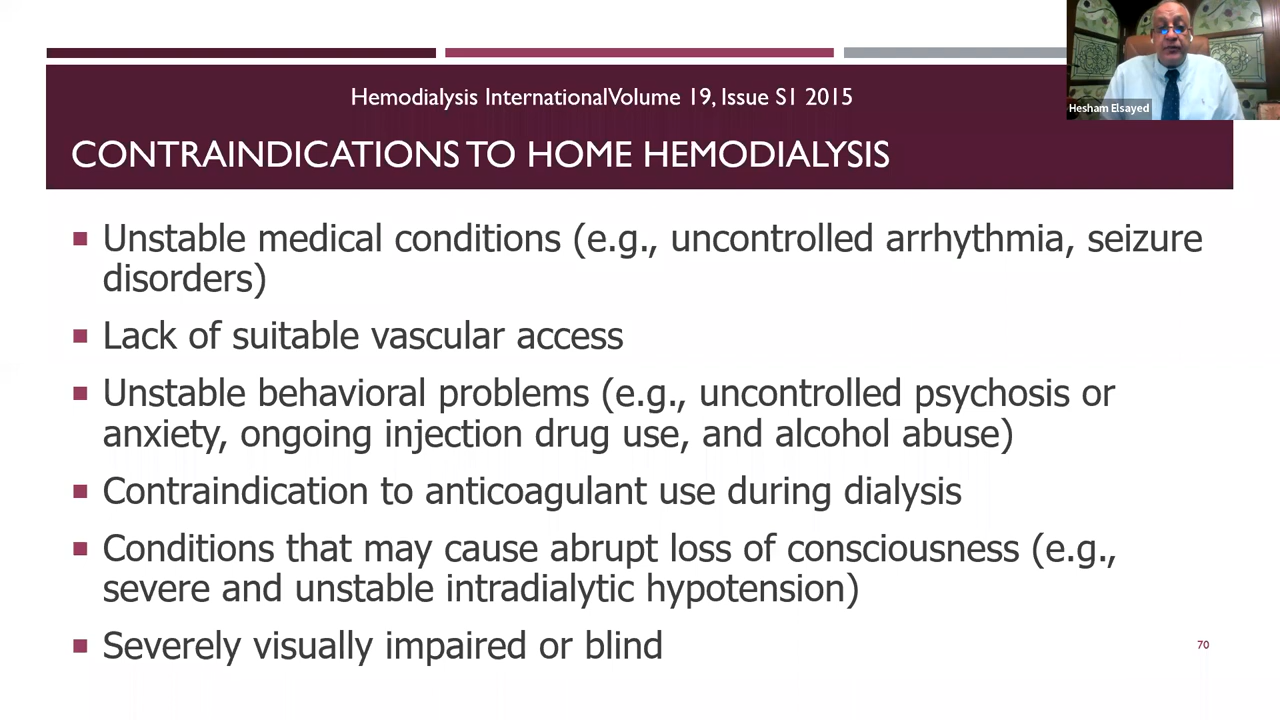 Hemodialysis InternationalVolume 19, Issue S1 2015
Hesham Elsayed
CONTRAINDICATIONS TO HOME HEMODIALYSIS
■ Unstable medical conditions (e.g., uncontrolled arrhythmia, seizure
disorders)
■ Lack of suitable vascular access
■ Unstable behavioral problems (e.g., uncontrolled psychosis or
anxiety, ongoing injection drug use, and alcohol abuse)
■ Contraindication to anticoagulant use during dialysis
■ Conditions that may cause abrupt loss of consciousness (e.g.,
severe and unstable intradialytic hypotension)
■ Severely visually impaired or blind
70